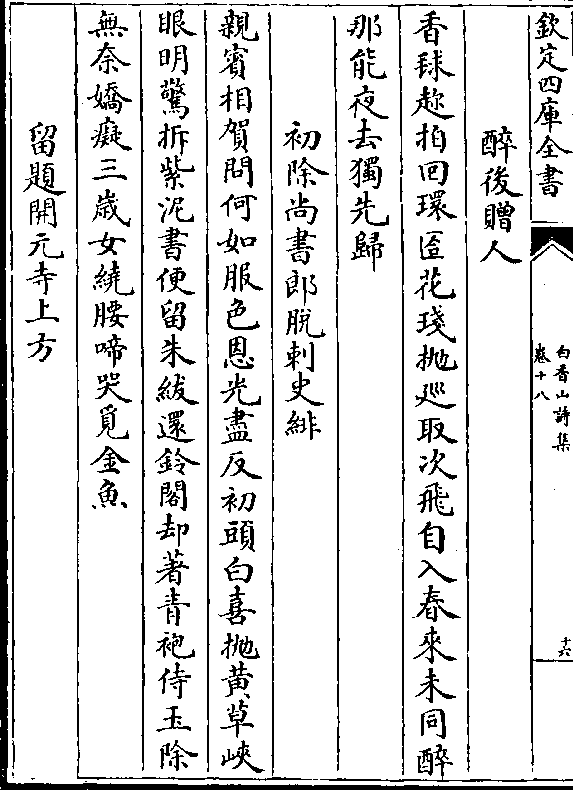 欽定四庫全書
白香山詩集
卷十八
十六
醉後贈人
香毬趂拍回環匼花琖抛巡取次飛自入春來未同醉
那能夜去獨先歸
初除尚書郎脱刺史緋
親賓相賀問何如服色恩光盡反初頭白喜抛黄草峽
眼明驚拆紫泥書便留朱紱還鈴閣却著青袍侍玉除
無奈嬌癡三歲女繞腰啼哭覓金魚
留題開元寺上方